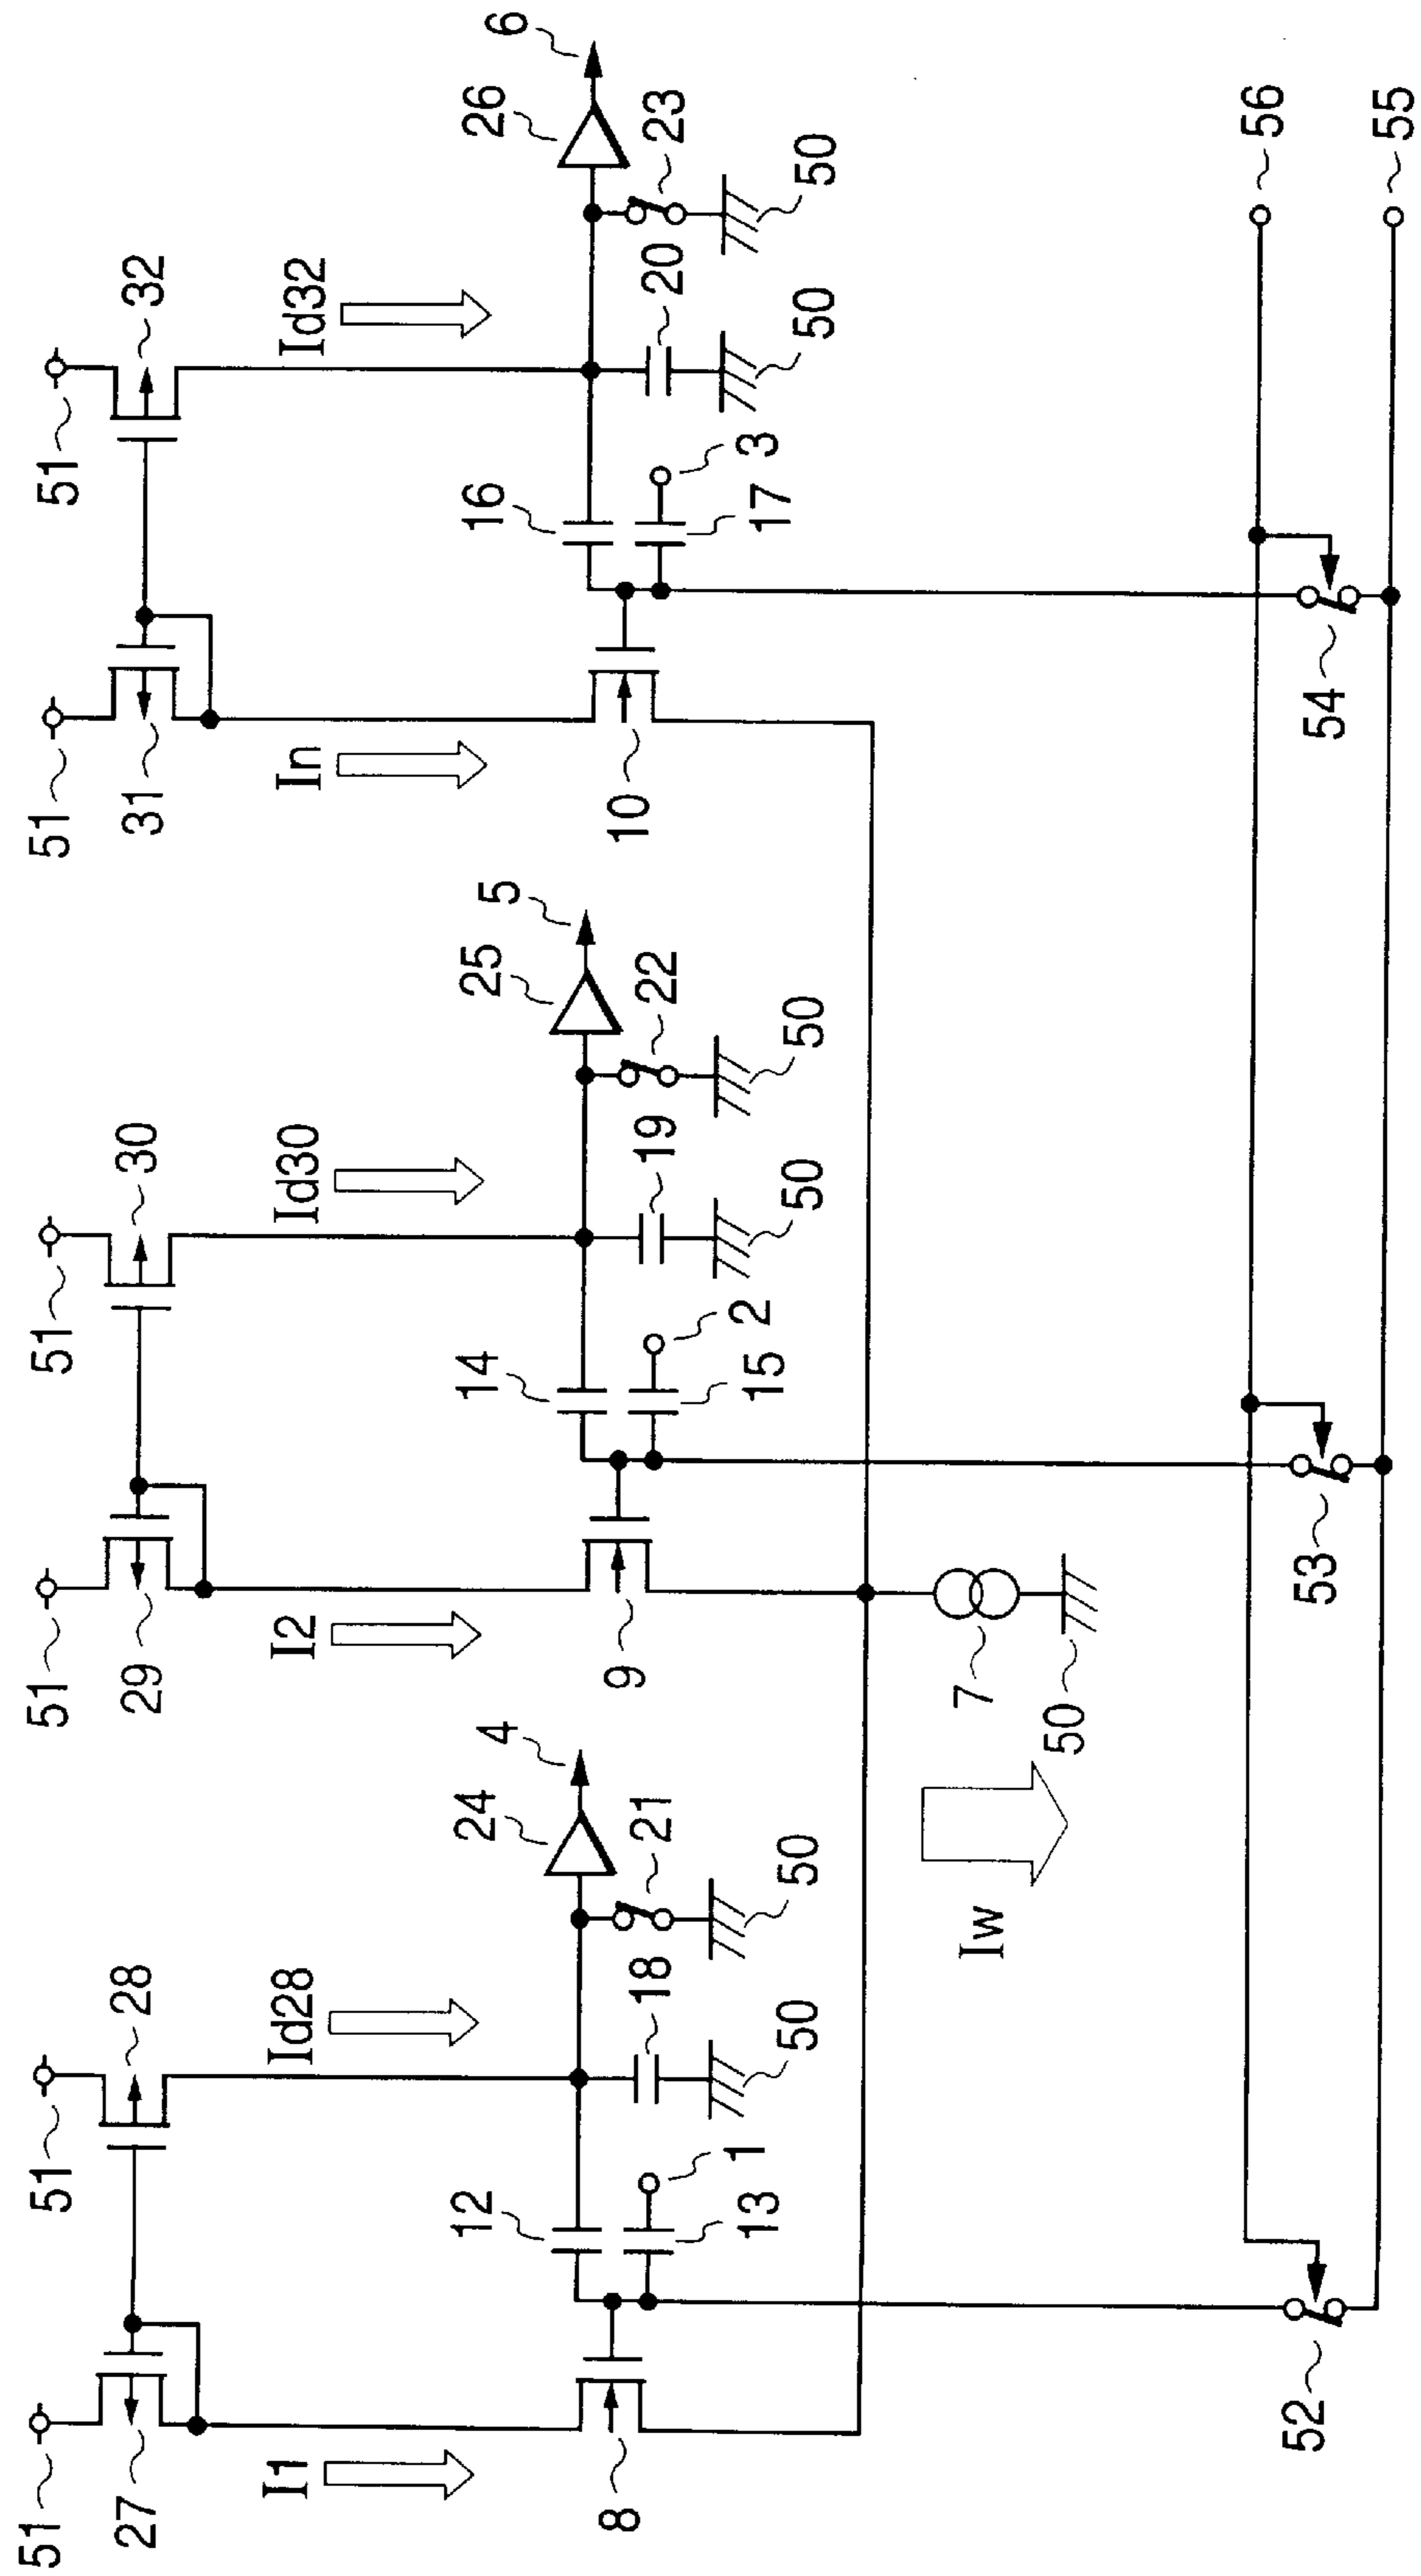 51 51 51 51 51 51
27 28 29 30 31 32
I1 Id28 I2 Id30 In Id32
12 24 4 14 25 5 16 26 6
8 13 1 18 21 9 15 2 19 22 10 17 3 20 23
50 50 50 50 50 50
Iw 7
50
52 53 54
56
55